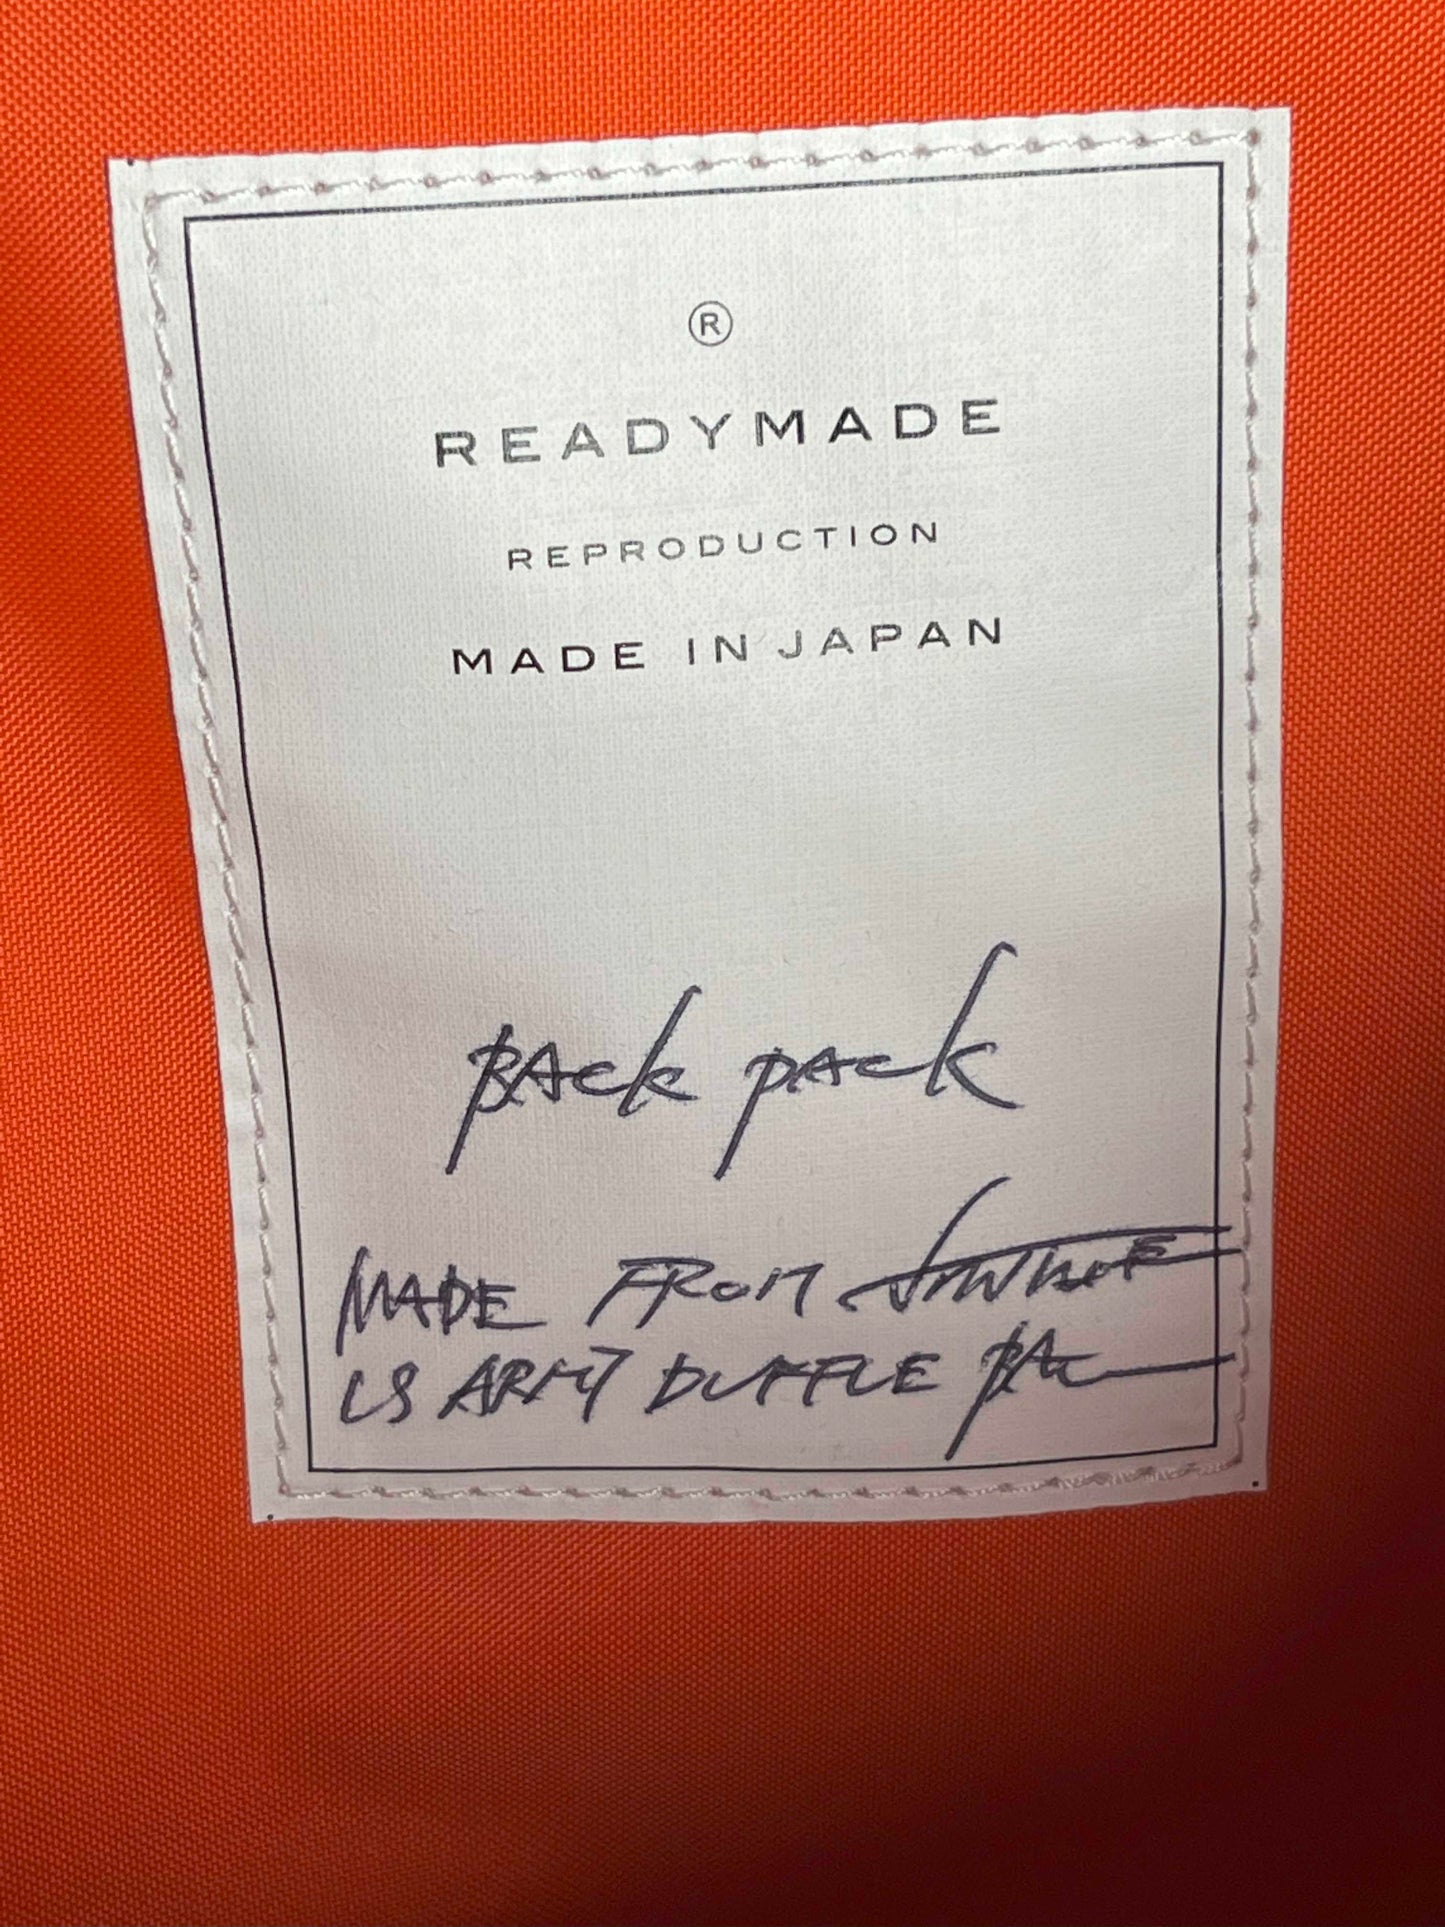 ®
READYMADE
REPRODUCTION
MADE IN JAPAN
BAck pAck
MADE FROM
US ARMY DUFFLE